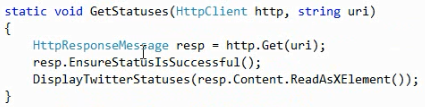 static void GetStatuses(HttpClient http, string uri)
{
HttpResponseMessage resp = http.Get(uri);
resp.EnsureStatusIsSuccessful();
DisplayTwitterStatuses(resp.Content.ReadAsXElement());
}